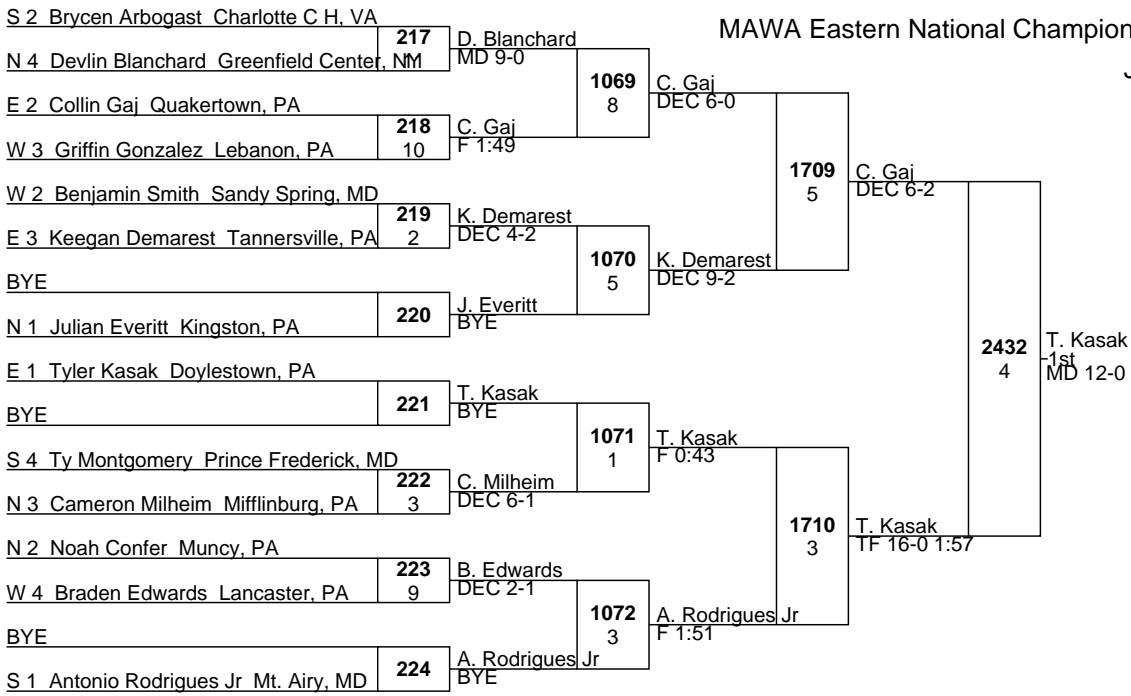 MAWA Eastern National Champion
J
S 2 Brycen Arbogast Charlotte C H, VA
217
D. Blanchard
MD 9-0
N 4 Devlin Blanchard Greenfield Center, NM
1069
8
C. Gaj
DEC 6-0
E 2 Collin Gaj Quakertown, PA
218
10
C. Gaj
F 1:49
W 3 Griffin Gonzalez Lebanon, PA
1709
5
C. Gaj
DEC 6-2
W 2 Benjamin Smith Sandy Spring, MD
219
2
K. Demarest
DEC 4-2
E 3 Keegan Demarest Tannersville, PA
1070
5
K. Demarest
DEC 9-2
BYE
220
J. Everitt
BYE
N 1 Julian Everitt Kingston, PA
2432
4
T. Kasak
1st
MD 12-0
E 1 Tyler Kasak Doylestown, PA
221
T. Kasak
BYE
BYE
1071
1
T. Kasak
F 0:43
S 4 Ty Montgomery Prince Frederick, MD
222
3
C. Milheim
DEC 6-1
N 3 Cameron Milheim Mifflinburg, PA
1710
3
T. Kasak
TF 16-0 1:57
N 2 Noah Confer Muncy, PA
223
9
B. Edwards
DEC 2-1
W 4 Braden Edwards Lancaster, PA
1072
3
A. Rodrigues Jr
F 1:51
BYE
224
A. Rodrigues Jr
BYE
S 1 Antonio Rodrigues Jr Mt. Airy, MD